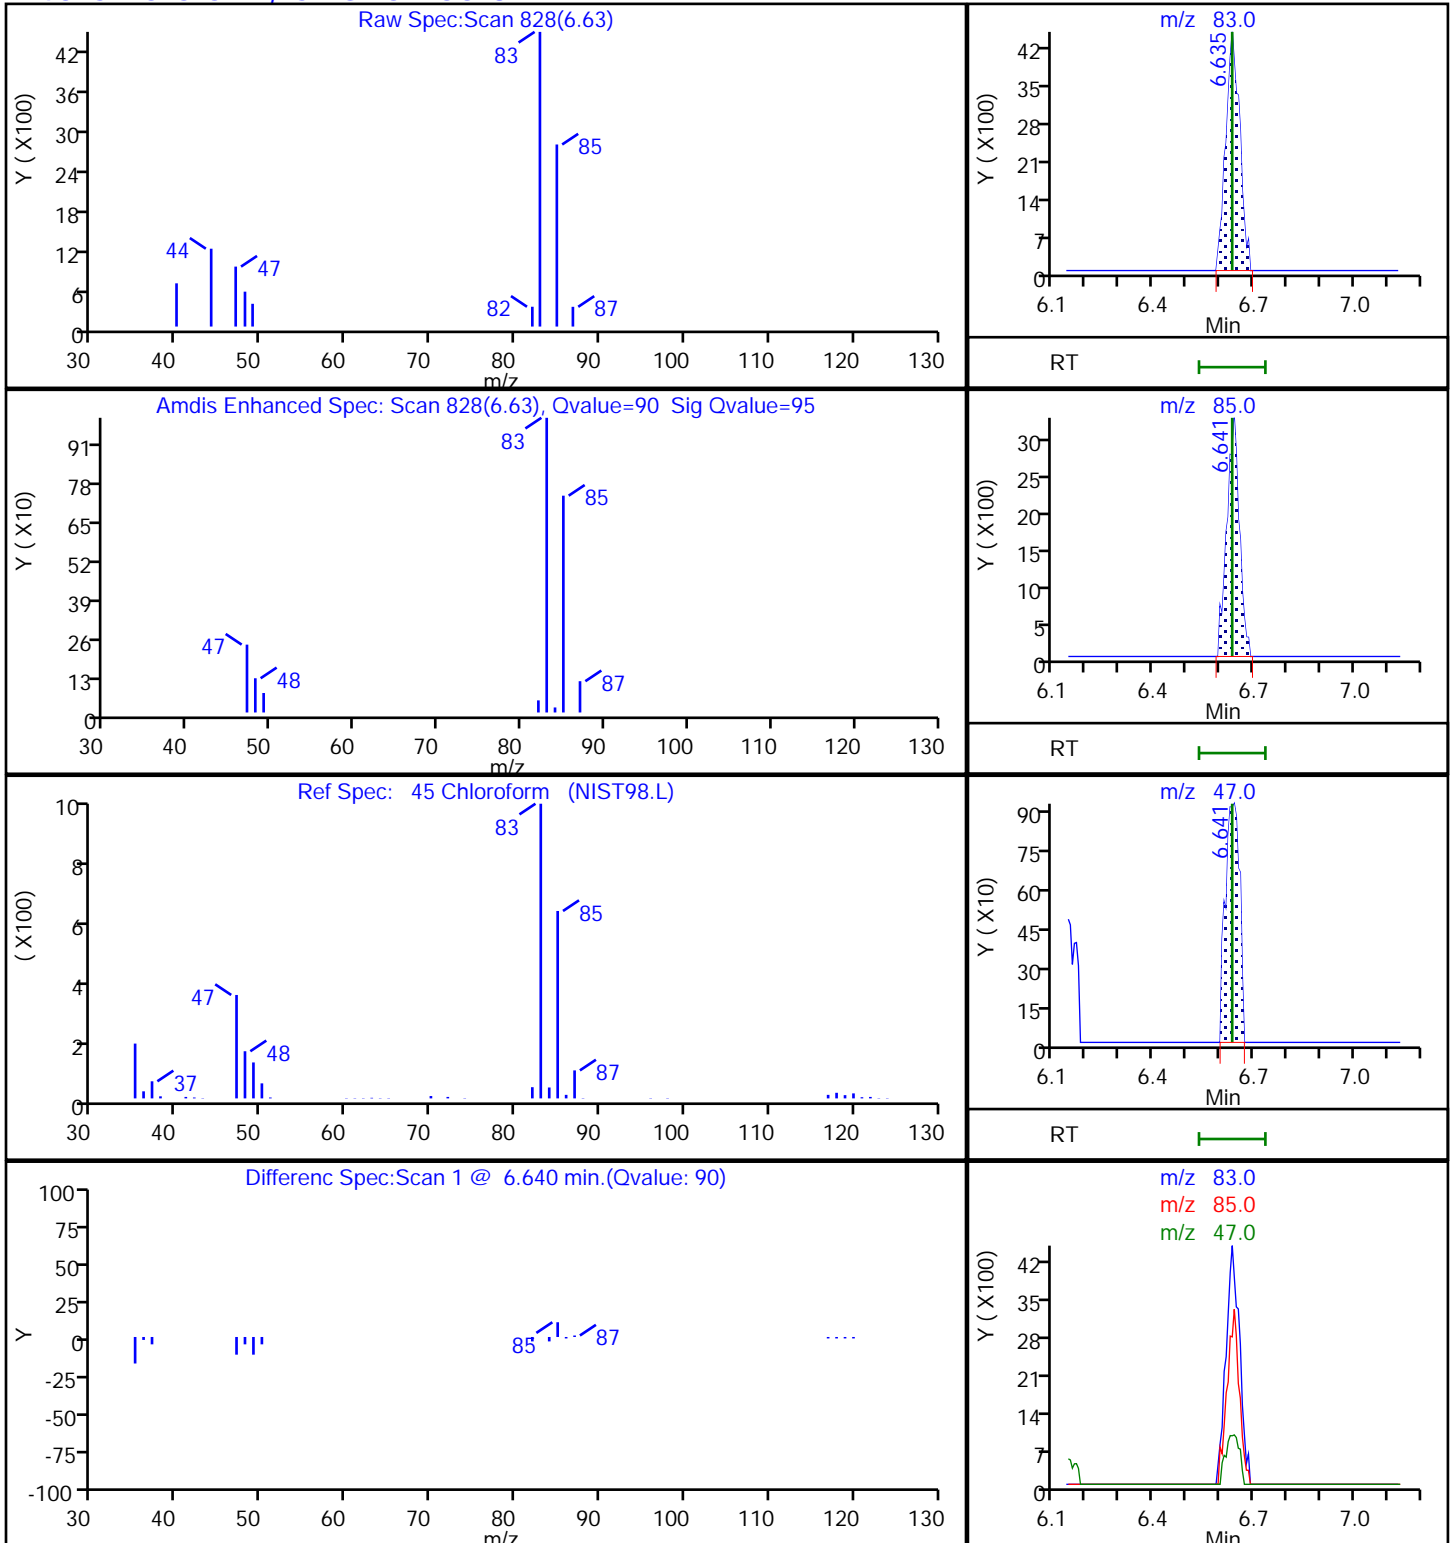 Raw Spec:Scan 828(6.63)
Y ( X100)
42
36
30
24
18
12
6
0
83
85
44
47
82
87
30 40 50 60 70 80 90 100 110 120 130
m/z
m/z 83.0
Y ( X100)
42
35
28
21
14
7
0
6.635
6.1 6.4 6.7 7.0
Min
RT
Amdis Enhanced Spec: Scan 828(6.63), Qvalue=90 Sig Qvalue=95
Y ( X10)
91
78
65
52
39
26
13
0
83
85
47
48
87
30 40 50 60 70 80 90 100 110 120 130
m/z
m/z 85.0
Y ( X100)
30
25
20
15
10
5
0
6.641
6.1 6.4 6.7 7.0
Min
RT
Ref Spec: 45 Chloroform (NIST98.L)
( X100)
10
8
6
4
2
0
83
85
47
48
37
87
30 40 50 60 70 80 90 100 110 120 130
m/z 47.0
Y ( X10)
90
75
60
45
30
15
0
6.641
6.1 6.4 6.7 7.0
Min
RT
Differenc Spec:Scan 1 @ 6.640 min.(Qvalue: 90)
Y
100
75
50
25
0
-25
-50
-75
-100
85
87
30 40 50 60 70 80 90 100 110 120 130
m/z
m/z 83.0
m/z 85.0
m/z 47.0
Y ( X100)
42
35
28
21
14
7
0
6.1 6.4 6.7 7.0
Min